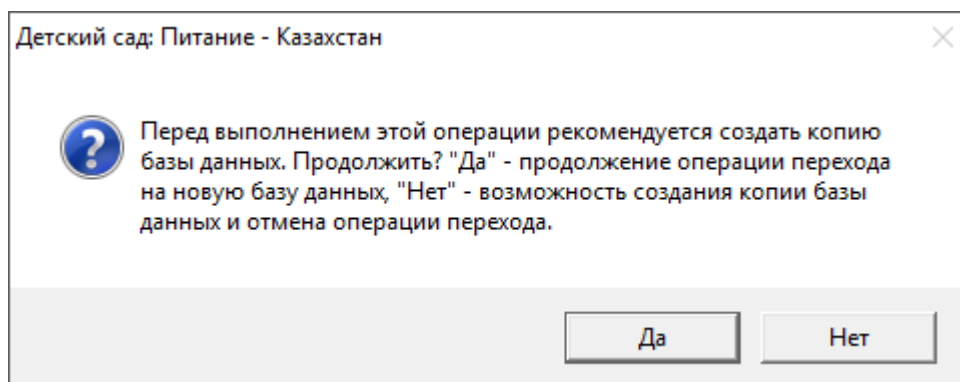 Детский сад: Питание - Казахстан
Перед выполнением этой операции рекомендуется создать копию
базы данных. Продолжить? "Да" - продолжение операции перехода
на новую базу данных, "Нет" - возможность создания копии базы
данных и отмена операции перехода.
Да
Нет